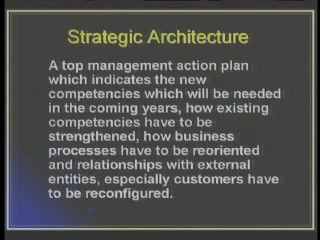 Strategic Architecture
A top management action plan
which indicates the new
competencies which will be needed
in the coming years, how existing
competencies have to be
strengthened, how business
processes have to be reoriented
and relationships with external
entities, especially customers have
to be reconfigured.